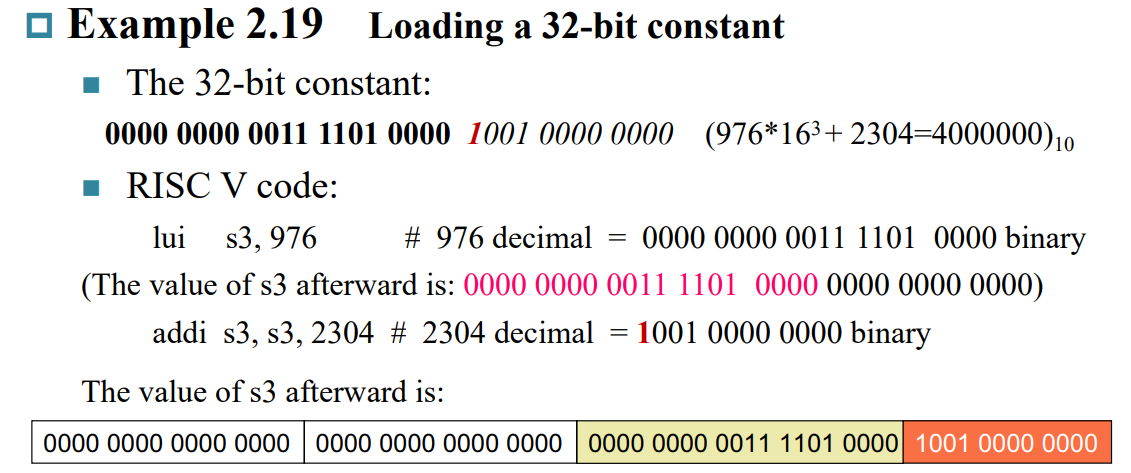 Example 2.19 Loading a 32-bit constant
The 32-bit constant:
0000 0000 0011 1101 0000 1001 0000 0000 (976*16³+ 2304=4000000)₁₀
RISC V code:
lui s3, 976 # 976 decimal = 0000 0000 0011 1101 0000 binary
(The value of s3 afterward is: 0000 0000 0011 1101 0000 0000 0000 0000)
addi s3, s3, 2304 # 2304 decimal = 1001 0000 0000 binary
The value of s3 afterward is:
0000 0000 0000 0000 0000 0000 0000 0000 0000 0000 0011 1101 0000 1001 0000 0000